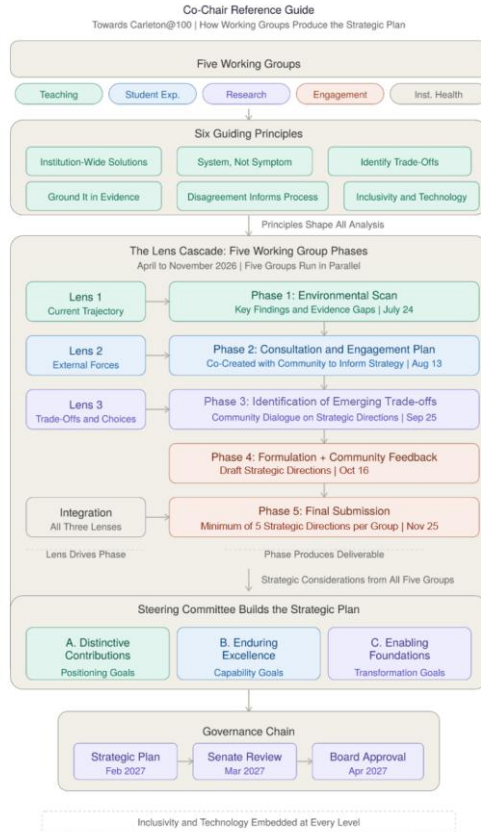 Co-Chair Reference Guide
Towards Carleton@100 | How Working Groups Produce the Strategic Plan
Five Working Groups
Teaching
Student Exp.
Research
Engagement
Inst. Health
Six Guiding Principles
Institution-Wide Solutions
System, Not Symptom
Identify Trade-Offs
Ground It in Evidence
Disagreement Informs Process
Inclusivity and Technology
Principles Shape All Analysis
The Lens Cascade: Five Working Group Phases
April to November 2026 | Five Groups Run in Parallel
Lens 1
Current Trajectory
Phase 1: Environmental Scan
Key Findings and Evidence Gaps | July 24
Lens 2
External Forces
Phase 2: Consultation and Engagement Plan
Co-Created with Community to Inform Strategy | Aug 13
Lens 3
Trade-Offs and Choices
Phase 3: Identification of Emerging Trade-offs
Community Dialogue on Strategic Directions | Sep 25
Phase 4: Formulation + Community Feedback
Draft Strategic Directions | Oct 16
Integration
All Three Lenses
Phase 5: Final Submission
Minimum of 5 Strategic Directions per Group | Nov 25
Lens Drives Phase
Phase Produces Deliverable
Strategic Considerations from All Five Groups
Steering Committee Builds the Strategic Plan
A. Distinctive
Contributions
Positioning Goals
B. Enduring
Excellence
Capability Goals
C. Enabling
Foundations
Transformation Goals
Governance Chain
Strategic Plan
Feb 2027
Senate Review
Mar 2027
Board Approval
Apr 2027
Inclusivity and Technology Embedded at Every Level